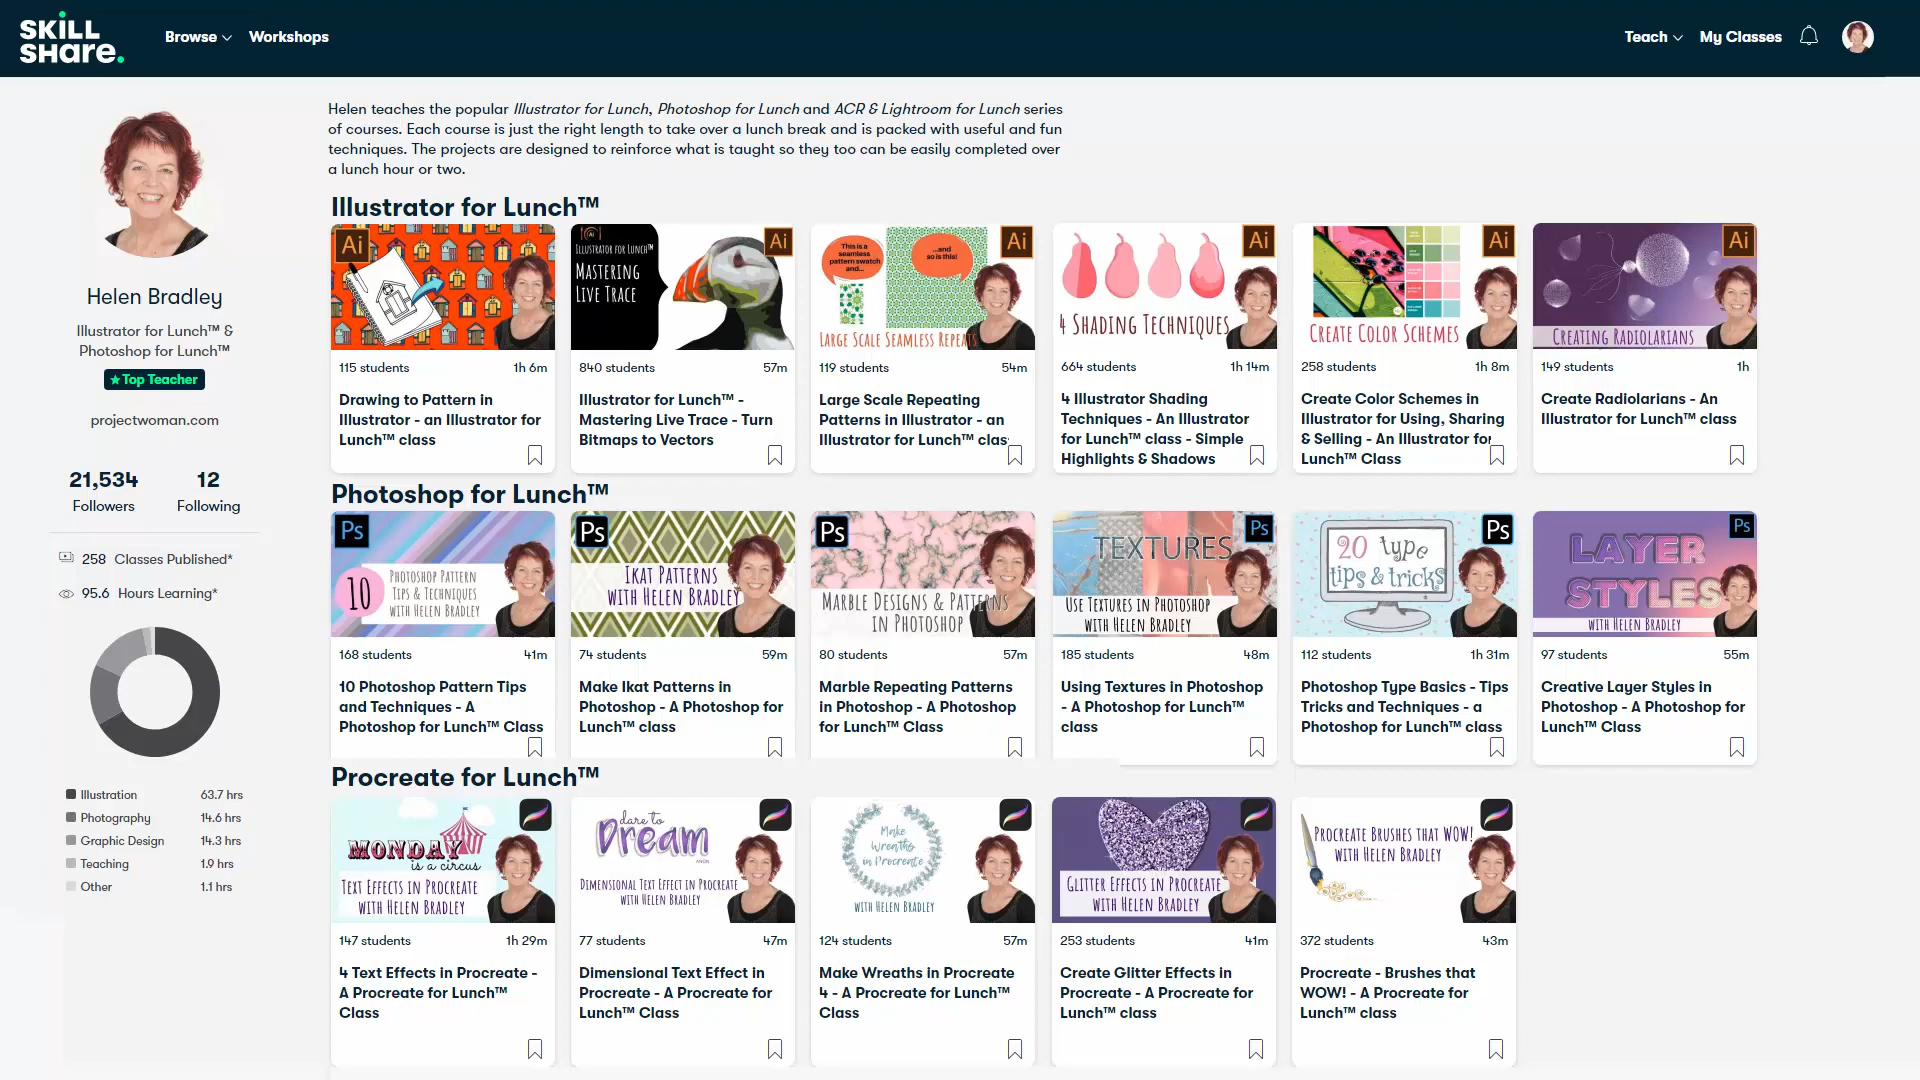 SKILL
SHARE.
Browse
Workshops
Teach
My Classes
Helen Bradley
Illustrator for Lunch™ &
Photoshop for Lunch™
★Top Teacher
projectwoman.com
21,534
Followers
12
Following
258 Classes Published*
95.6 Hours Learning*
Illustration 63.7 hrs
Photography 14.6 hrs
Graphic Design 14.3 hrs
Teaching 1.9 hrs
Other 1.1 hrs
Helen teaches the popular Illustrator for Lunch, Photoshop for Lunch and ACR & Lightroom for Lunch series
of courses. Each course is just the right length to take over a lunch break and is packed with useful and fun
techniques. The projects are designed to reinforce what is taught so they too can be easily completed over
a lunch hour or two.
Illustrator for Lunch™
Ai
115 students 1h 6m
Drawing to Pattern in
Illustrator - an Illustrator for
Lunch™ class
Ai
Ai
Illustrator for Lunch™
Mastering
Live Trace
840 students 57m
Illustrator for Lunch™ -
Mastering Live Trace - Turn
Bitmaps to Vectors
Ai
This is a
seamless
pattern swatch
and...
...and
so is this!
Large Scale Seamless Repeats
119 students 54m
Large Scale Repeating
Patterns in Illustrator - an
Illustrator for Lunch™ clas
Ai
4 Shading Techniques
664 students 1h 14m
4 Illustrator Shading
Techniques - An Illustrator
for Lunch™ class - Simple
Highlights & Shadows
Ai
Create Color Schemes
258 students 1h 8m
Create Color Schemes in
Illustrator for Using, Sharing
& Selling - An Illustrator for
Lunch™ Class
Ai
Creating Radiolarians
149 students 1h
Create Radiolarians - An
Illustrator for Lunch™ class
Photoshop for Lunch™
Ps
10
Photoshop Pattern
Tips & Techniques
with Helen Bradley
168 students 41m
10 Photoshop Pattern Tips
and Techniques - A
Photoshop for Lunch™ Class
Ps
Ikat Patterns
with Helen Bradley
74 students 59m
Make Ikat Patterns in
Photoshop - A Photoshop for
Lunch™ class
Ps
Marble Designs & Patterns
in Photoshop
80 students 57m
Marble Repeating Patterns
in Photoshop - A Photoshop
for Lunch™ Class
Ps
TEXTURES
Use Textures in Photoshop
with Helen Bradley
185 students 48m
Using Textures in Photoshop
- A Photoshop for Lunch™
class
Ps
20 type
tips & tricks
112 students 1h 31m
Photoshop Type Basics - Tips
Tricks and Techniques - a
Photoshop for Lunch™ class
Ps
LAYER
STYLES
with Helen Bradley
97 students 55m
Creative Layer Styles in
Photoshop - A Photoshop for
Lunch™ Class
Procreate for Lunch™
MONDAY
is a circus
Text Effects in Procreate
with Helen Bradley
147 students 1h 29m
4 Text Effects in Procreate -
A Procreate for Lunch™
Class
dare to
Dream
Dimensional Text Effect in Procreate
with Helen Bradley
77 students 47m
Dimensional Text Effect in
Procreate - A Procreate for
Lunch™ Class
Make
Wreaths
in Procreate
with Helen Bradley
124 students 57m
Make Wreaths in Procreate
4 - A Procreate for Lunch™
Class
Glitter Effects in Procreate
with Helen Bradley
253 students 41m
Create Glitter Effects in
Procreate - A Procreate for
Lunch™ class
Procreate Brushes that WOW!
with Helen Bradley
372 students 43m
Procreate - Brushes that
WOW! - A Procreate for
Lunch™ class